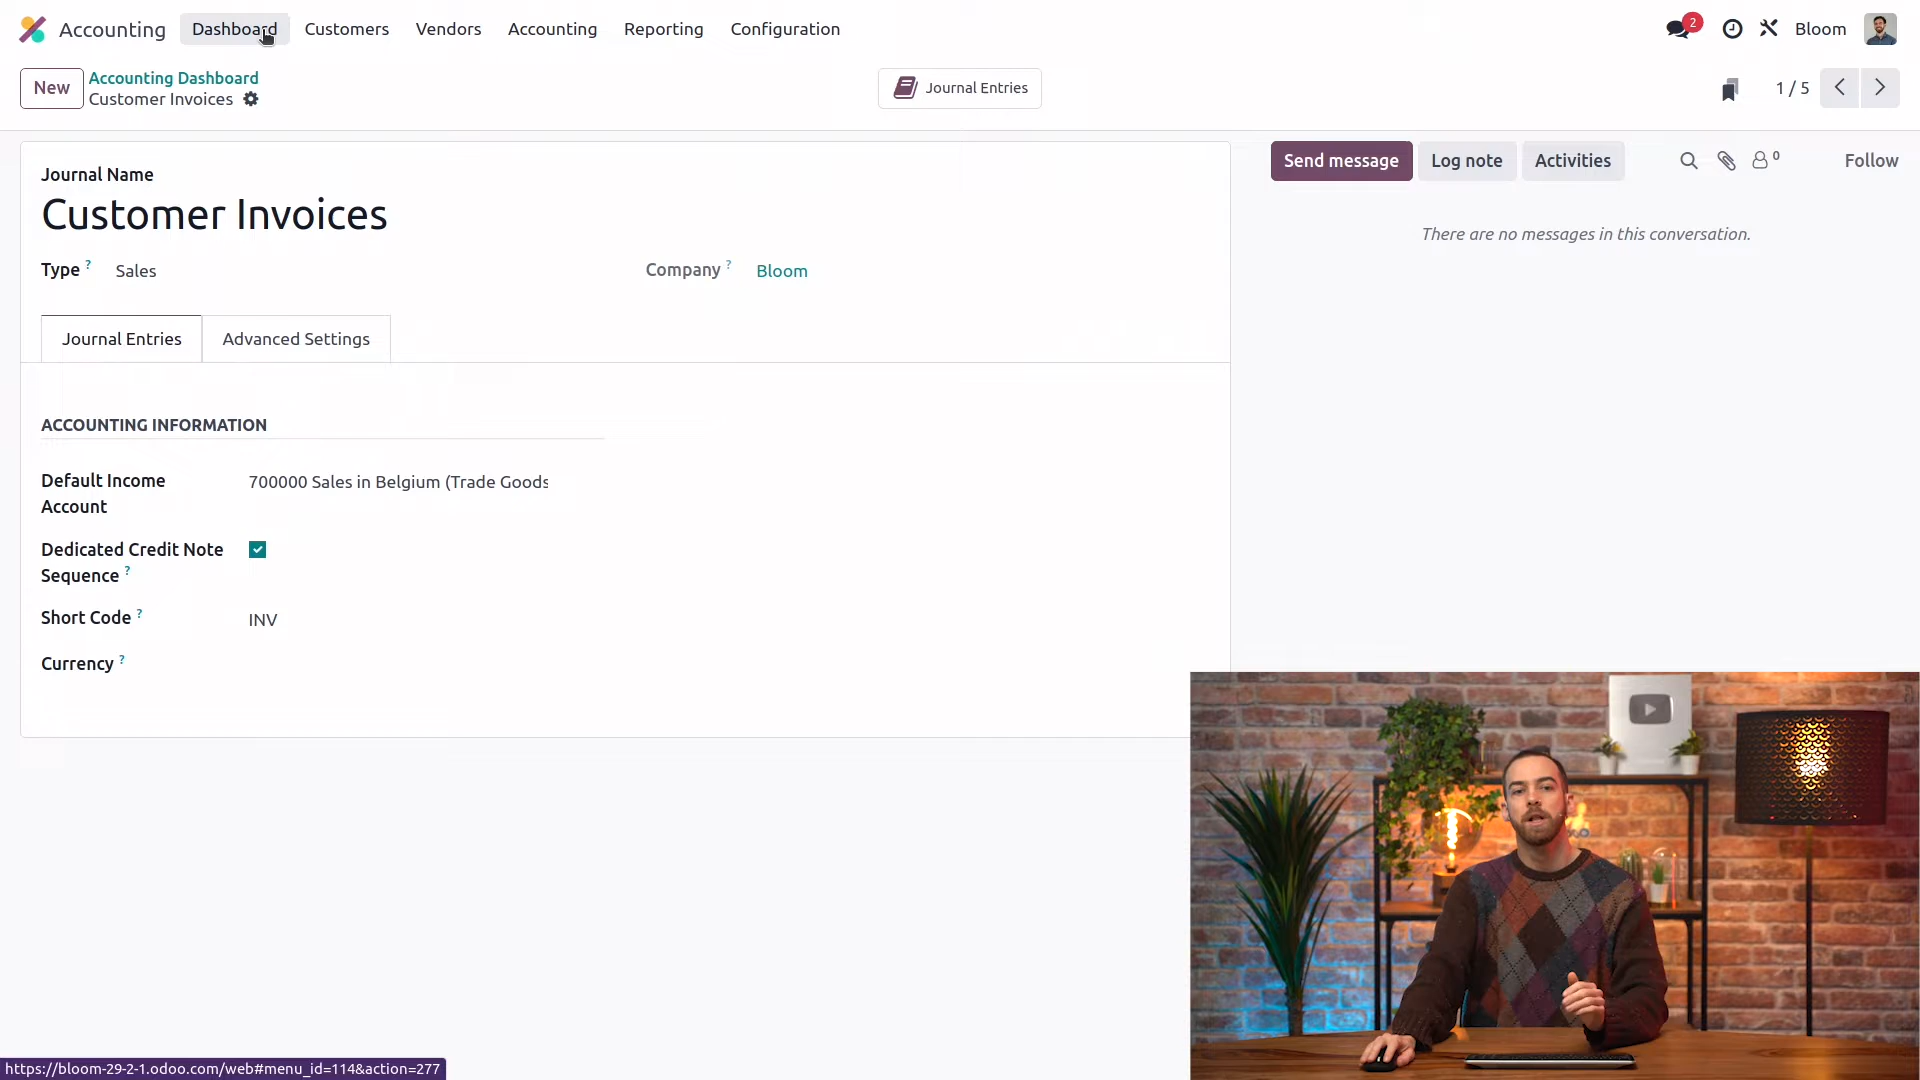 Accounting Dashboard Customers Vendors Accounting Reporting Configuration 2 Bloom
New Accounting Dashboard
Customer Invoices
Journal Entries
1 / 5
Journal Name
Customer Invoices
Type ? Sales
Company ? Bloom
Journal Entries Advanced Settings
ACCOUNTING INFORMATION
Default Income
Account
700000 Sales in Belgium (Trade Goods
Dedicated Credit Note
Sequence ?
Short Code ? INV
Currency ?
Send message Log note Activities 0 Follow
There are no messages in this conversation.
https://bloom-29-2-1.odoo.com/web#menu_id=114&action=277